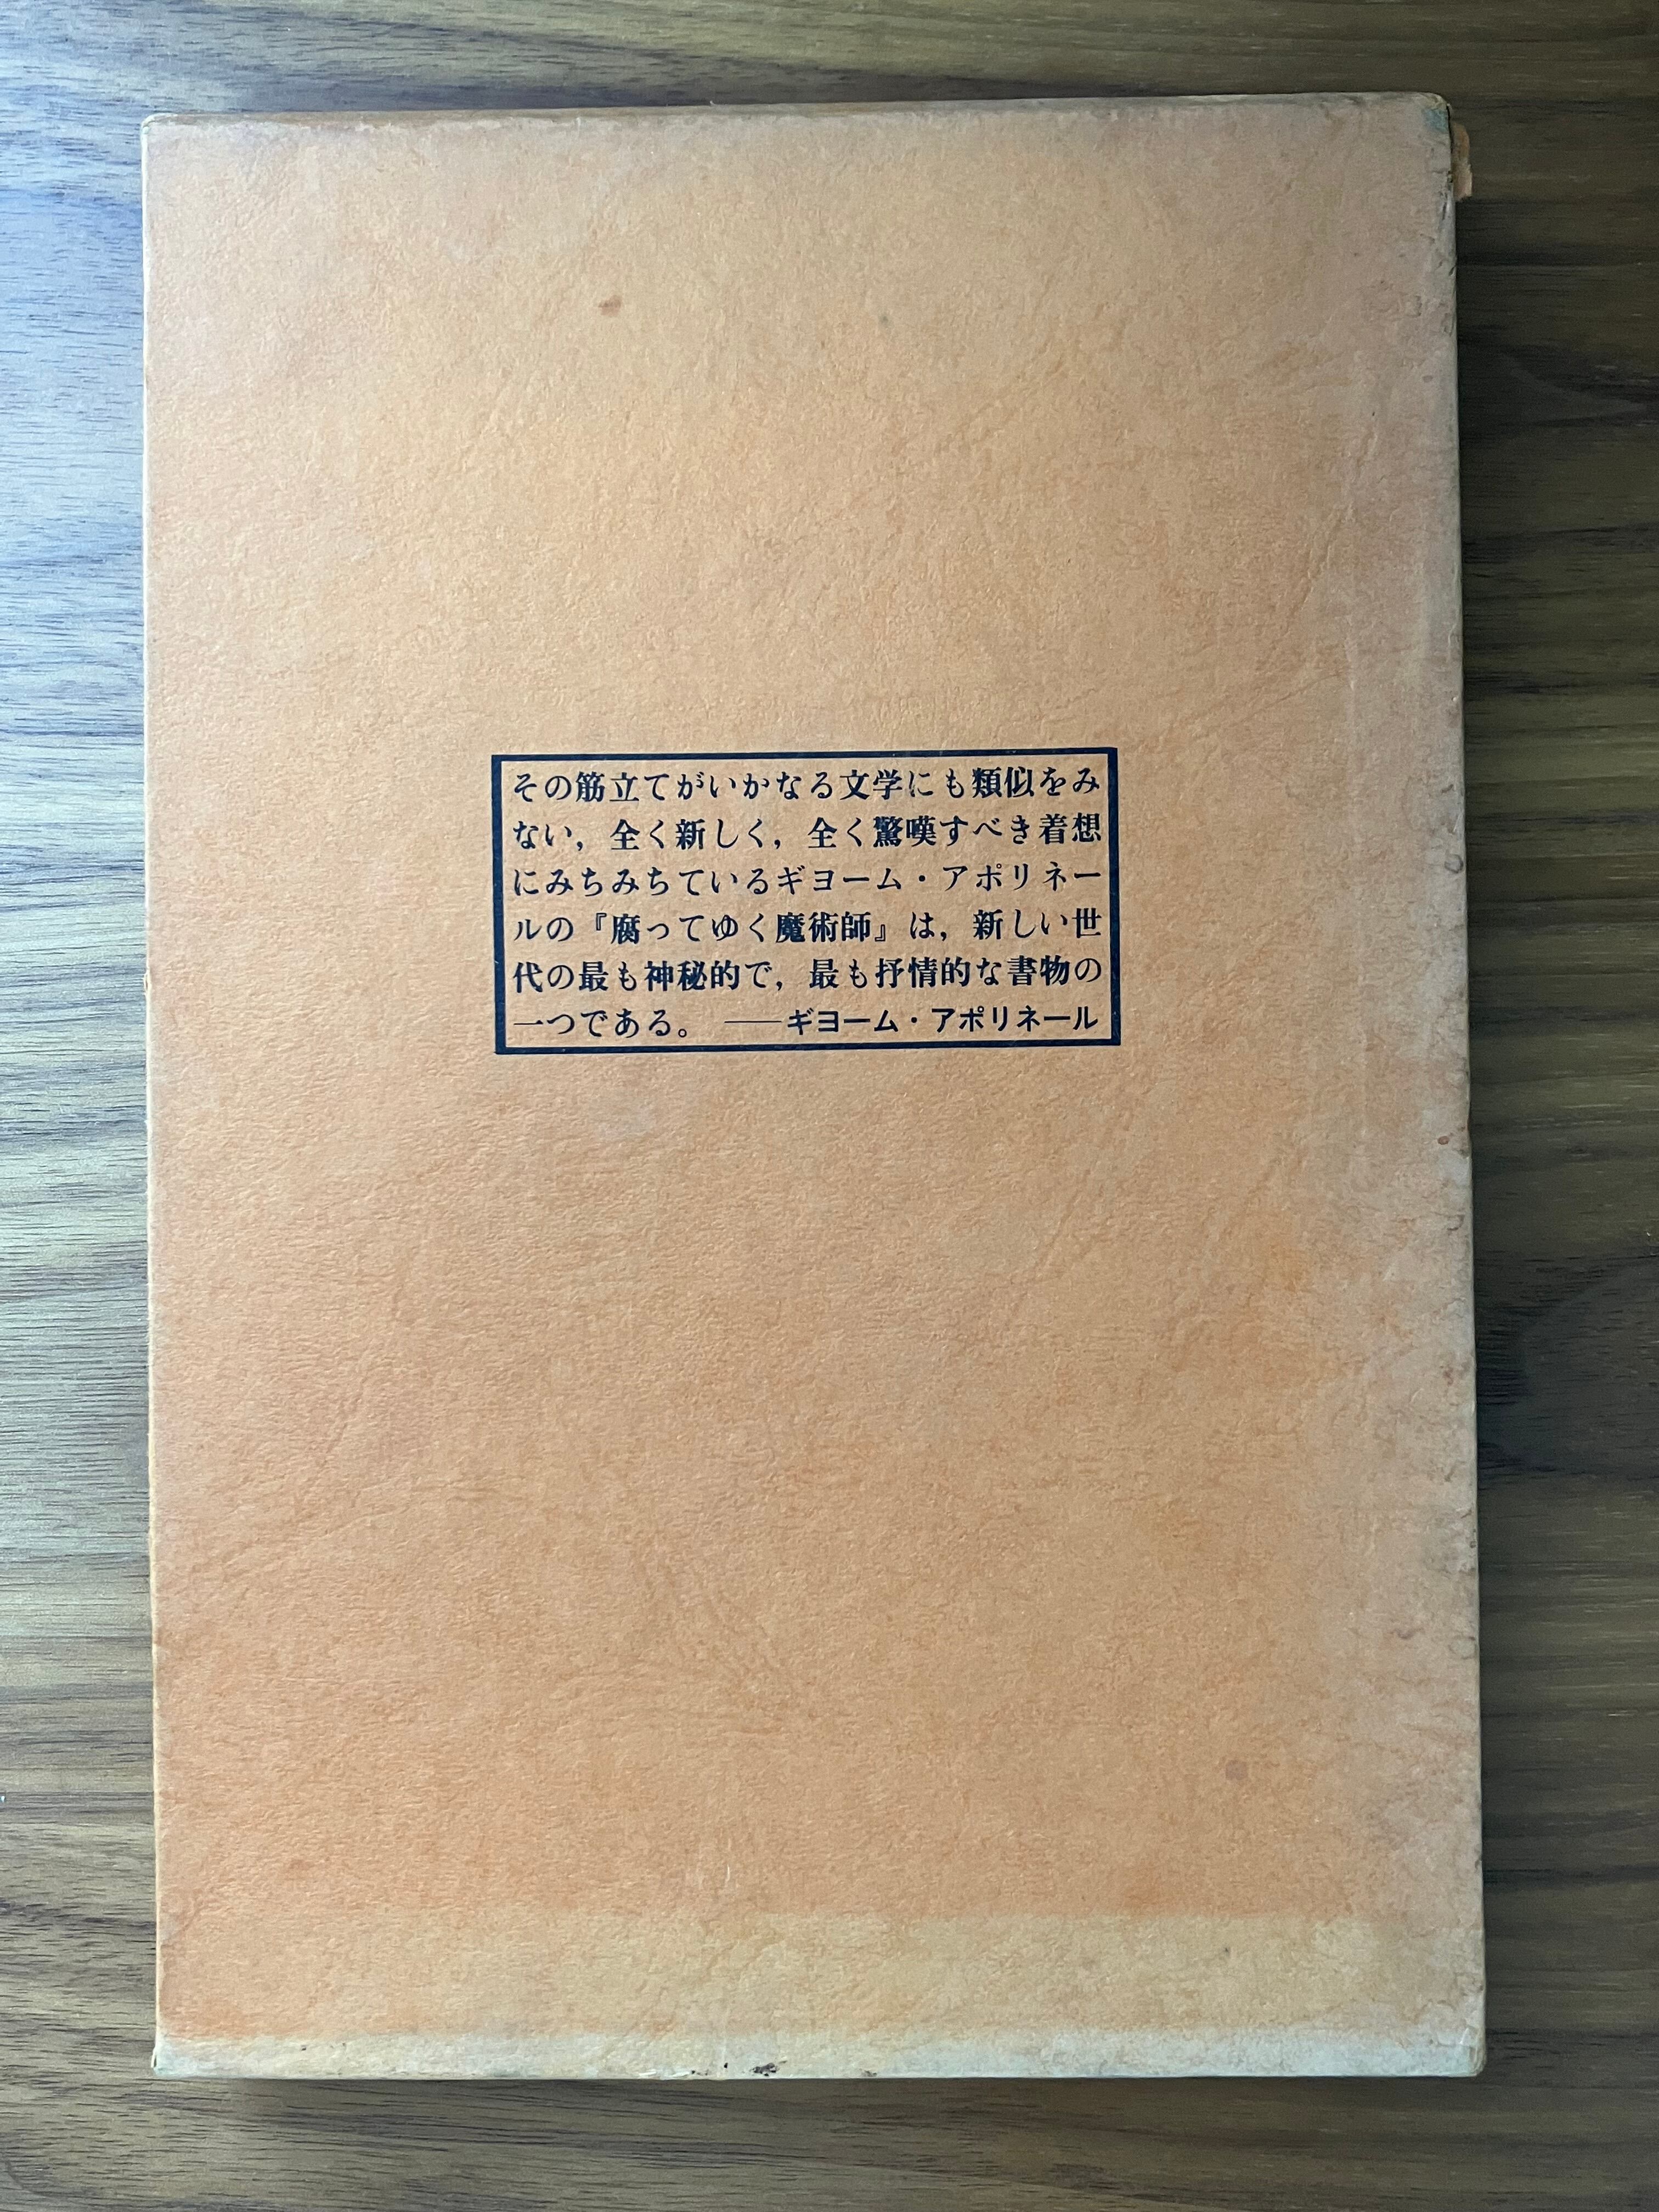 その筋立てがいかなる文学にも類似をみ
ない，全く新しく，全く驚嘆すべき着想
にみちみちているギヨーム・アポリネー
ルの『腐ってゆく魔術師』は，新しい世
代の最も神秘的で，最も抒情的な書物の
一つである。 ——ギヨーム・アポリネール